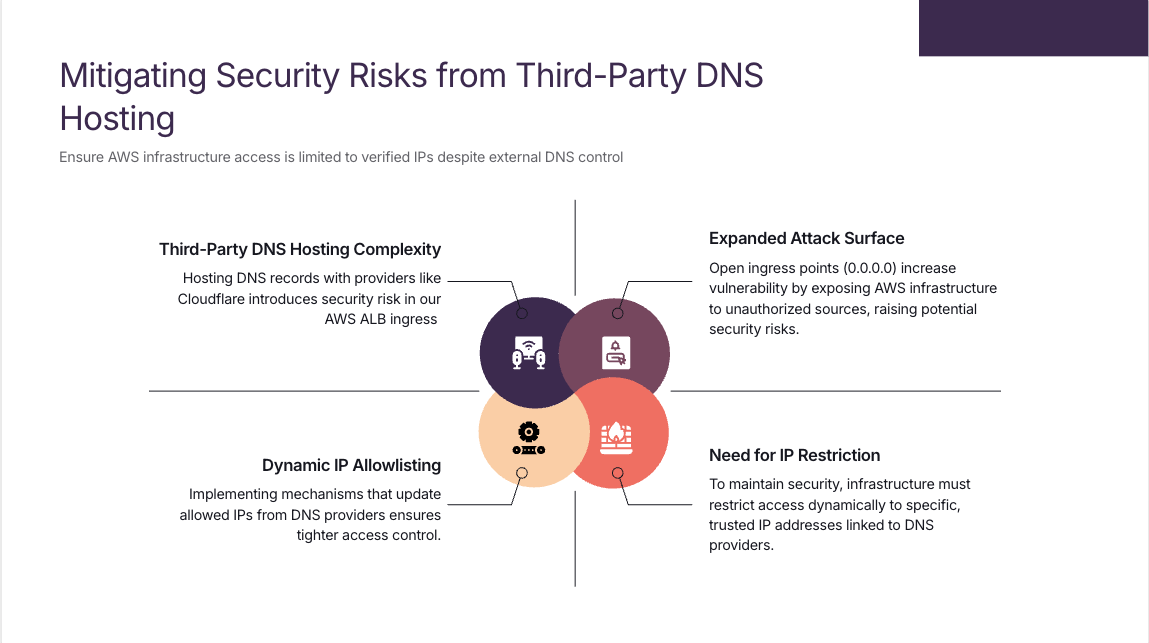 Mitigating Security Risks from Third-Party DNS
Hosting
Ensure AWS infrastructure access is limited to verified IPs despite external DNS control
Third-Party DNS Hosting Complexity
Hosting DNS records with providers like
Cloudflare introduces security risk in our
AWS ALB ingress
Expanded Attack Surface
Open ingress points (0.0.0.0) increase
vulnerability by exposing AWS infrastructure
to unauthorized sources, raising potential
security risks.
Dynamic IP Allowlisting
Implementing mechanisms that update
allowed IPs from DNS providers ensures
tighter access control.
Need for IP Restriction
To maintain security, infrastructure must
restrict access dynamically to specific,
trusted IP addresses linked to DNS
providers.